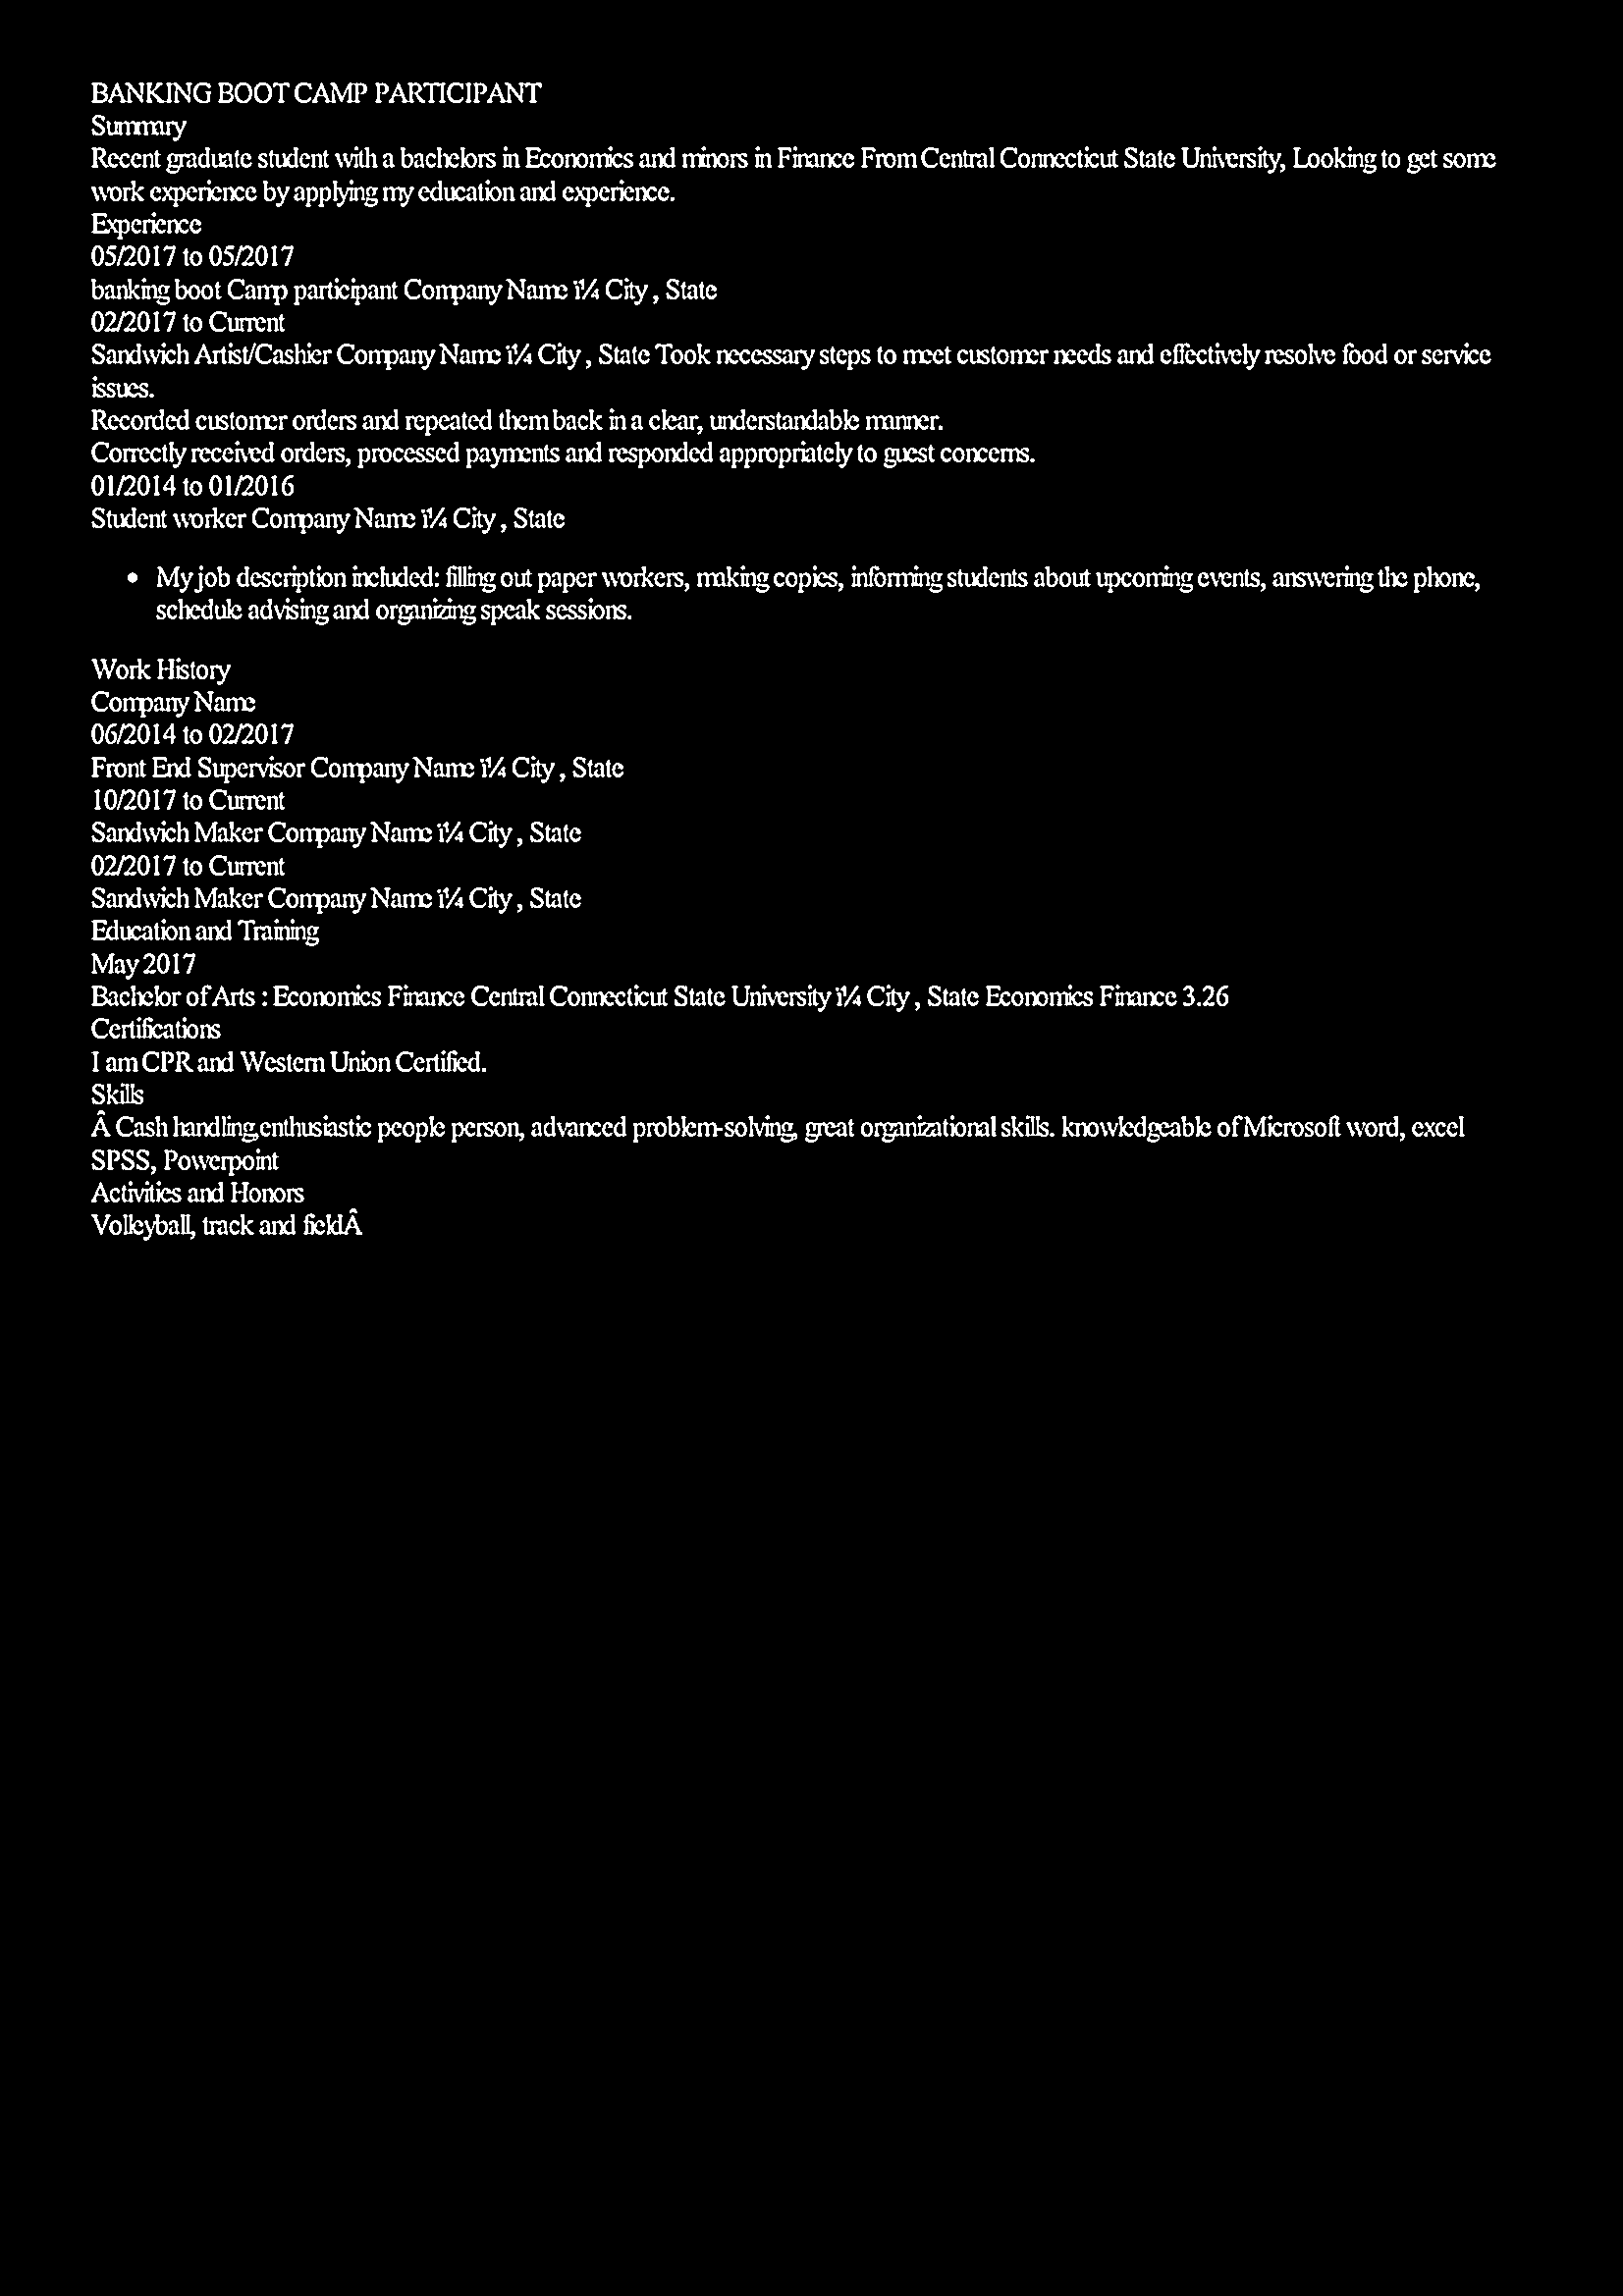 BANKING BOOT CAMP PARTICIPANT
Summary
Recent graduate student with a bachelors in Economics and minors in Finance From Central Connecticut State University, Looking to get some
work experience by applying my education and experience.
Experience
05/2017 to 05/2017
banking boot Camp participant Company Name ï¼ City , State
02/2017 to Current
Sandwich Artist/Cashier Company Name ï¼ City , State Took necessary steps to meet customer needs and effectively resolve food or service
issues.
Recorded customer orders and repeated them back in a clear, understandable manner.
Correctly received orders, processed payments and responded appropriately to guest concerns.
01/2014 to 01/2016
Student worker Company Name ï¼ City , State
• My job description included: filling out paper workers, making copies, informing students about upcoming events, answering the phone,
schedule advising and organizing speak sessions.
Work History
Company Name
06/2014 to 02/2017
Front End Supervisor Company Name ï¼ City , State
10/2017 to Current
Sandwich Maker Company Name ï¼ City , State
02/2017 to Current
Sandwich Maker Company Name ï¼ City , State
Education and Training
May 2017
Bachelor of Arts : Economics Finance Central Connecticut State University ï¼ City , State Economics Finance 3.26
Certifications
I am CPR and Western Union Certified.
Skills
Â Cash handling,enthusiastic people person, advanced problem-solving, great organizational skills. knowledgeable of Microsoft word, excel
SPSS, Powerpoint
Activities and Honors
Volleyball, track and fieldÂ